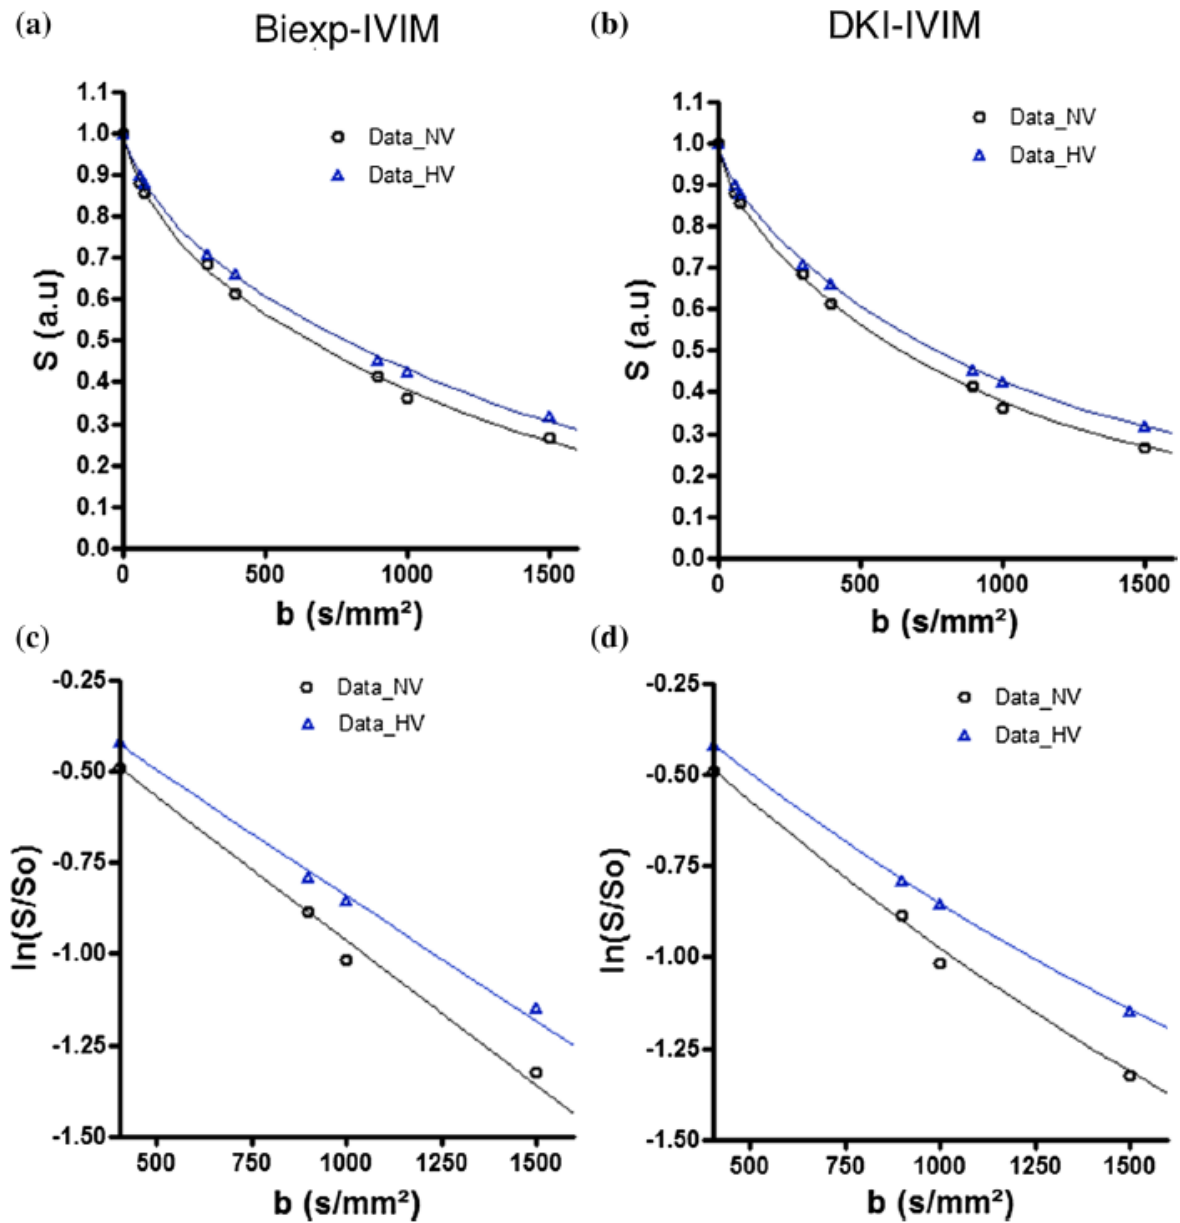 (a) Biexp-IVIM
1.1
1.0
0.9
0.8
0.7
0.6
0.5
0.4
0.3
0.2
0.1
0.0
S (a.u)
Data_NV
Data_HV
0 500 1000 1500
b (s/mm²)
(b) DKI-IVIM
1.1
1.0
0.9
0.8
0.7
0.6
0.5
0.4
0.3
0.2
0.1
0.0
S (a.u)
Data_NV
Data_HV
0 500 1000 1500
b (s/mm²)
(c)
-0.25
-0.50
-0.75
-1.00
-1.25
-1.50
ln(S/So)
Data_NV
Data_HV
500 750 1000 1250 1500
b (s/mm²)
(d)
-0.25
-0.50
-0.75
-1.00
-1.25
-1.50
ln(S/So)
Data_NV
Data_HV
500 750 1000 1250 1500
b (s/mm²)